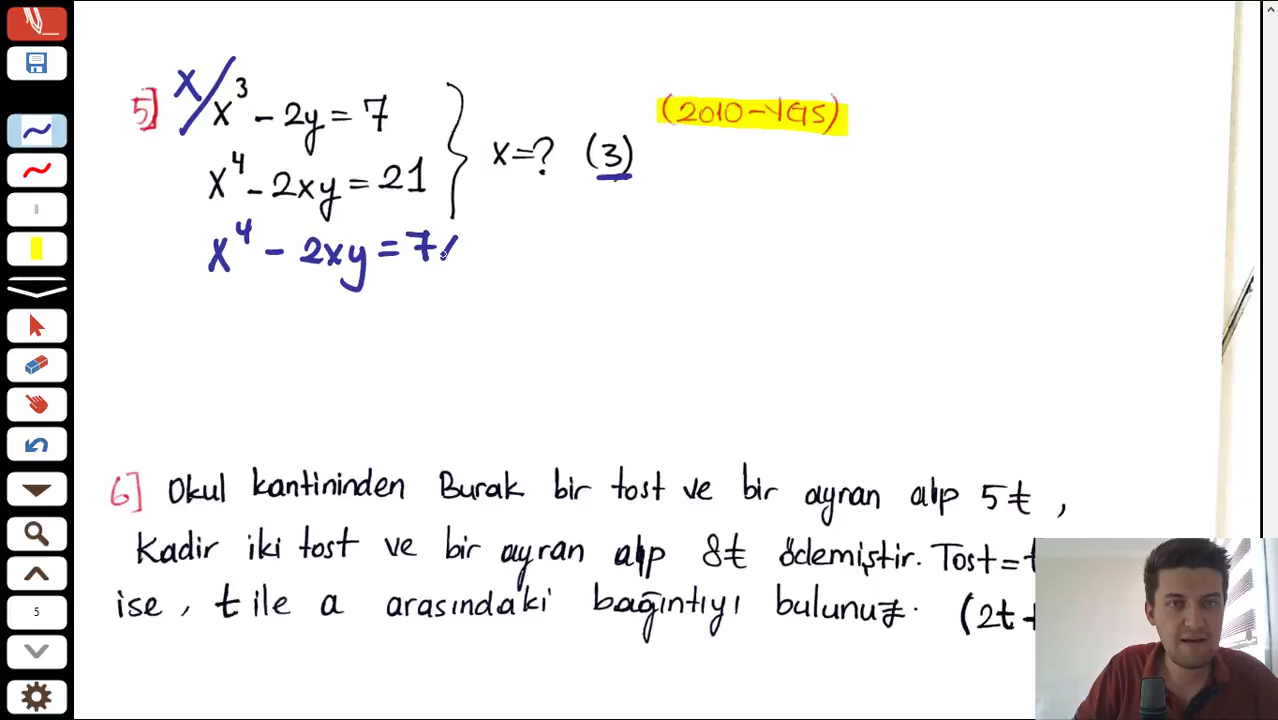 5] x/ x³ - 2y = 7
(2010-YGS)
x = ? (3)
x⁴ - 2xy = 21
x⁴ - 2xy = 7
6] Okul kantininden Burak bir tost ve bir ayran alıp 5₺,
Kadir iki tost ve bir ayran alıp 8₺ ödemiştir. Tost = t
ise, t ile a arasındaki bağıntıyı bulunuz. (2t +
5